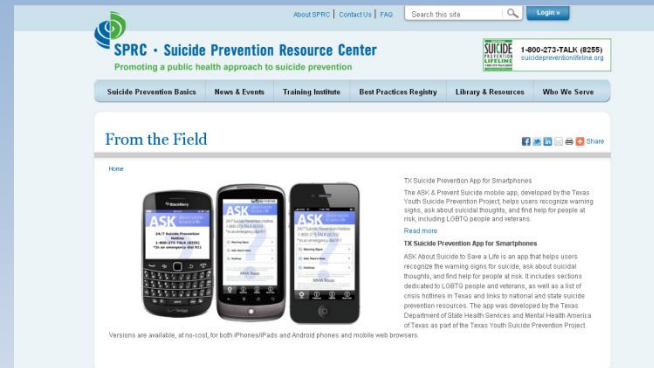 About SPRC | Contact Us | FAQ
Search this site
Login »
SPRC • Suicide Prevention Resource Center
Promoting a public health approach to suicide prevention
SUICIDE
PREVENTION
LIFELINE
1-800-273-TALK (8255)
suicidepreventionlifeline.org
Suicide Prevention Basics
News & Events
Training Institute
Best Practices Registry
Library & Resources
Who We Serve
From the Field
Share
Home
ASK
24/7 Suicide Prevention
Hotline
1-800-273-TALK (8255)
ASK
ASK
TX Suicide Prevention App for Smartphones
The ASK & Prevent Suicide mobile app, developed by the Texas
Youth Suicide Prevention Project, helps users recognize warning
signs, ask about suicidal thoughts, and find help for people at
risk, including LGBTQ people and veterans.
Read more
TX Suicide Prevention App for Smartphones
ASK About Suicide to Save a Life is an app that helps users
recognize the warning signs for suicide, ask about suicidal
thoughts, and find help for people at risk. It includes sections
dedicated to LGBTQ people and veterans, as well as a list of
crisis hotlines in Texas and links to national and state suicide
prevention resources. The app was developed by the Texas
Department of State Health Services and Mental Health America
of Texas as part of the Texas Youth Suicide Prevention Project.
Versions are available, at no-cost, for both iPhones/iPads and Android phones and mobile web browsers.